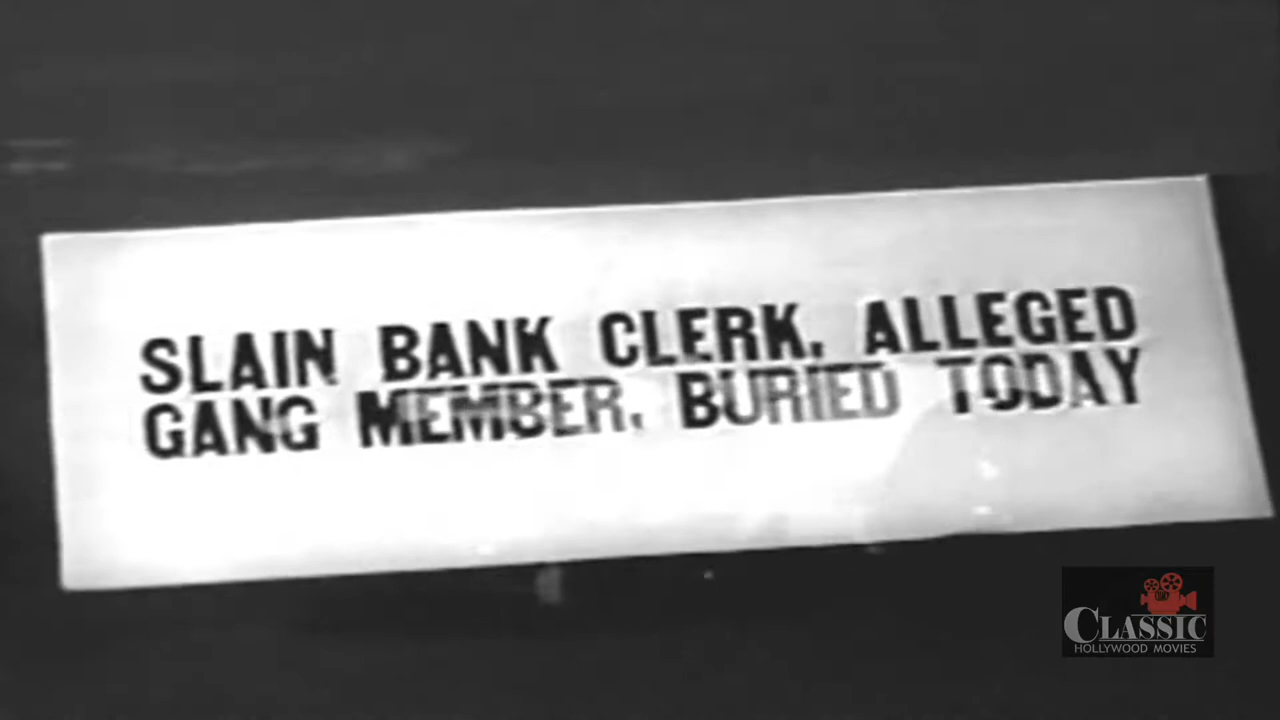 SLAIN BANK CLERK, ALLEGED
GANG MEMBER, BURIED TODAY
CLASSIC
HOLLYWOOD MOVIES